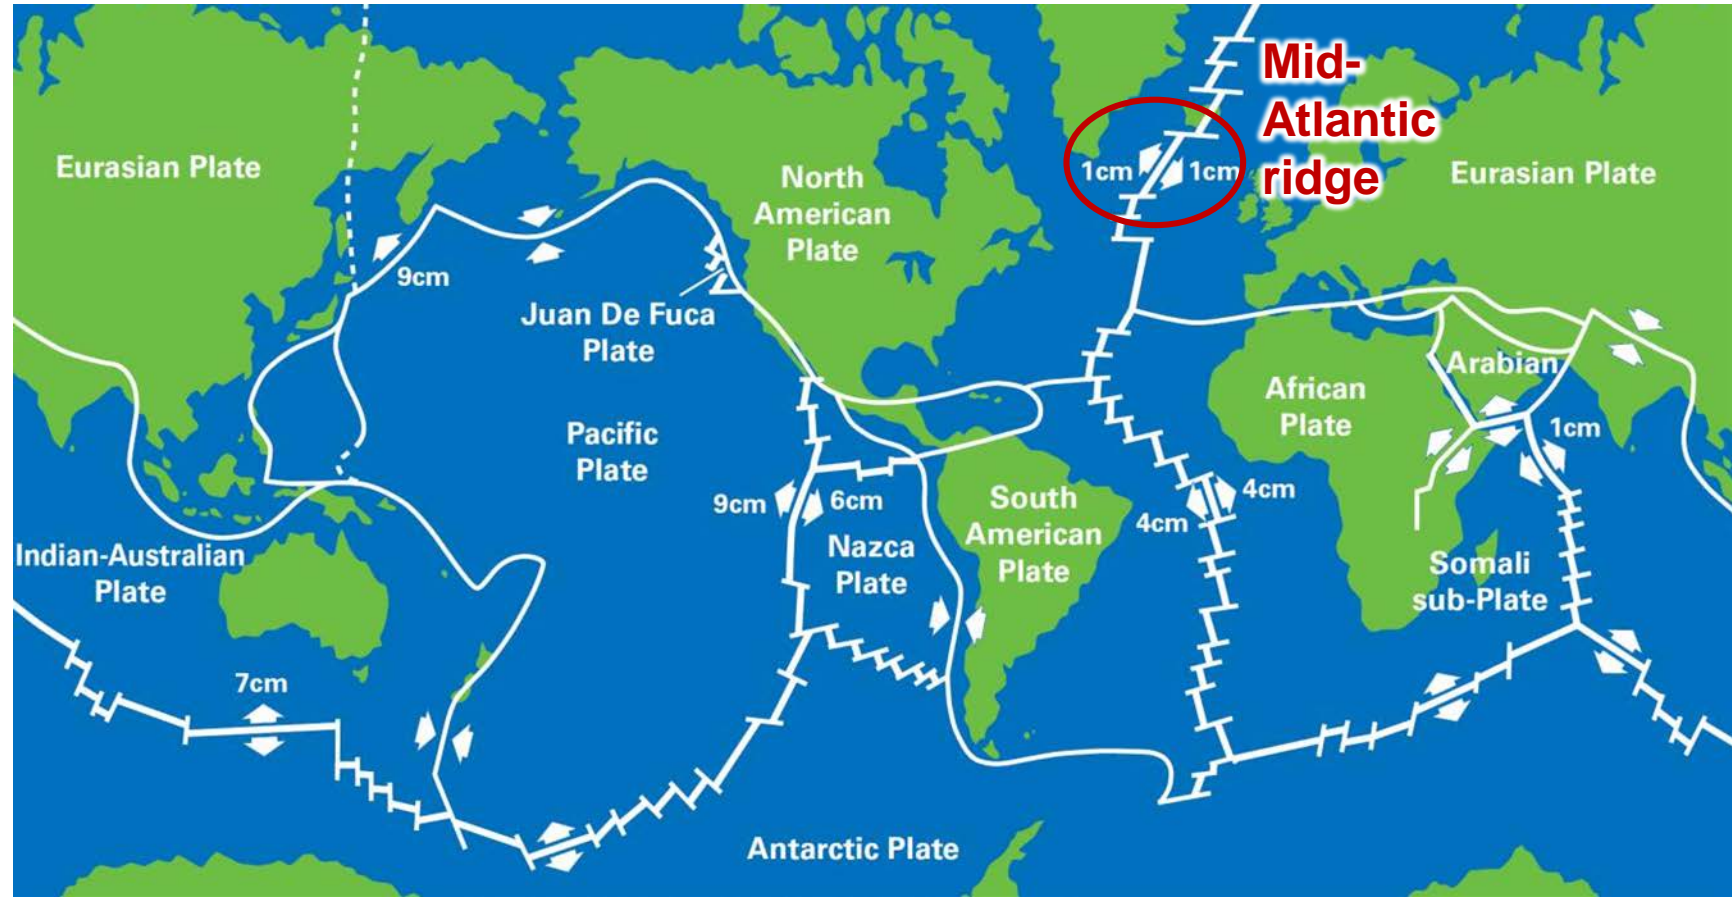 Mid-
Atlantic
ridge
Eurasian Plate
North
American
Plate
1cm
1cm
Eurasian Plate
9cm
Juan De Fuca
Plate
Arabian
African
Plate
Pacific
Plate
1cm
9cm
6cm
South
American
Plate
4cm
4cm
Nazca
Plate
Indian-Australian
Plate
Somali
sub-Plate
7cm
Antarctic Plate